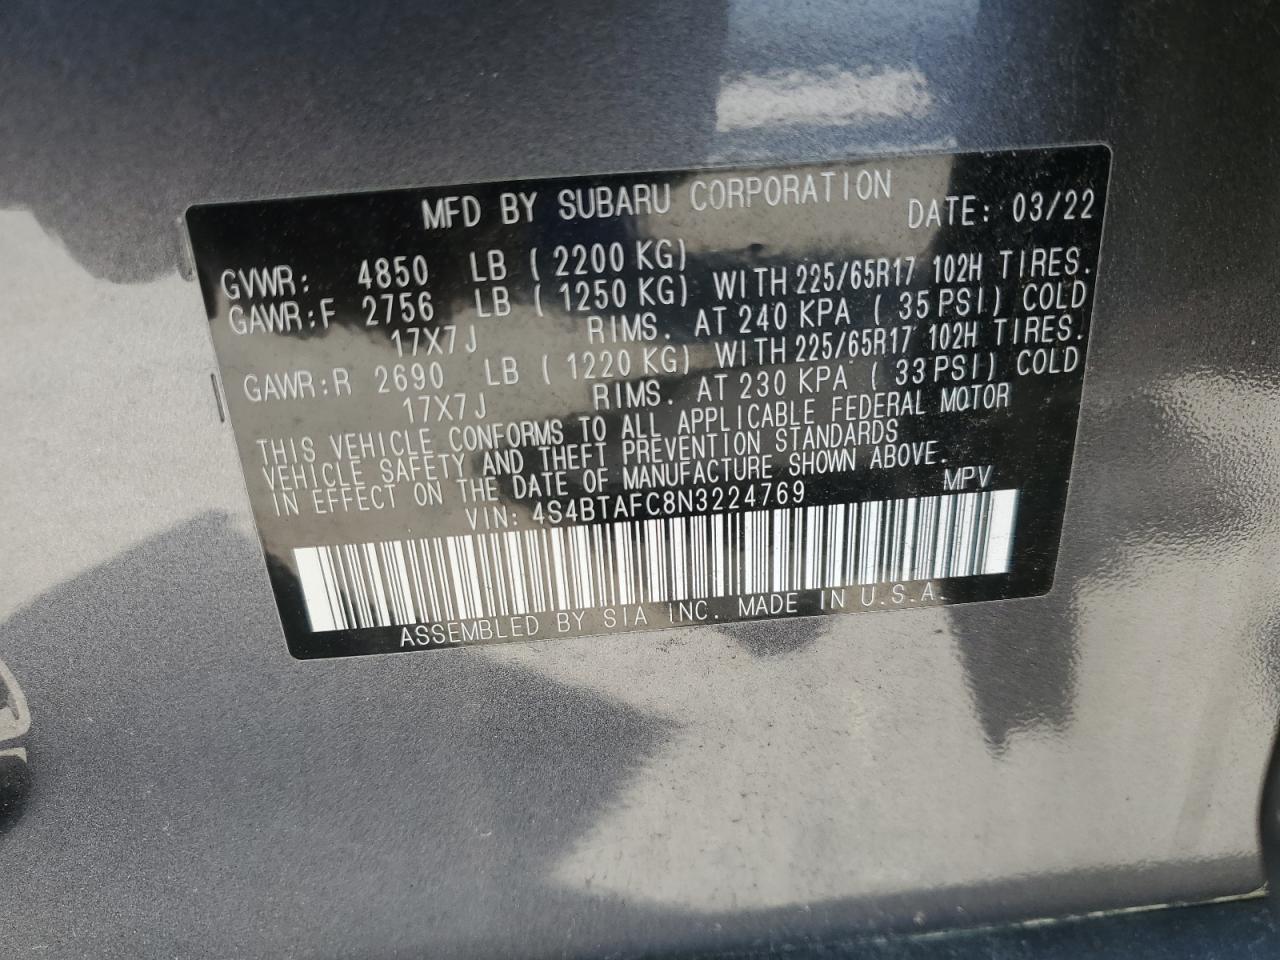 MFD BY SUBARU CORPORATION DATE: 03/22
GVWR: 4850 LB ( 2200 KG)
GAWR:F 2756 LB ( 1250 KG) WITH 225/65R17 102H TIRES.
17X7J RIMS. AT 240 KPA ( 35 PSI) COLD
GAWR:R 2690 LB ( 1220 KG) WITH 225/65R17 102H TIRES.
17X7J RIMS. AT 230 KPA ( 33 PSI) COLD
THIS VEHICLE CONFORMS TO ALL APPLICABLE FEDERAL MOTOR
VEHICLE SAFETY AND THEFT PREVENTION STANDARDS
IN EFFECT ON THE DATE OF MANUFACTURE SHOWN ABOVE.
VIN: 4S4BTAFC8N3224769 MPV
ASSEMBLED BY SIA INC. MADE IN U.S.A.